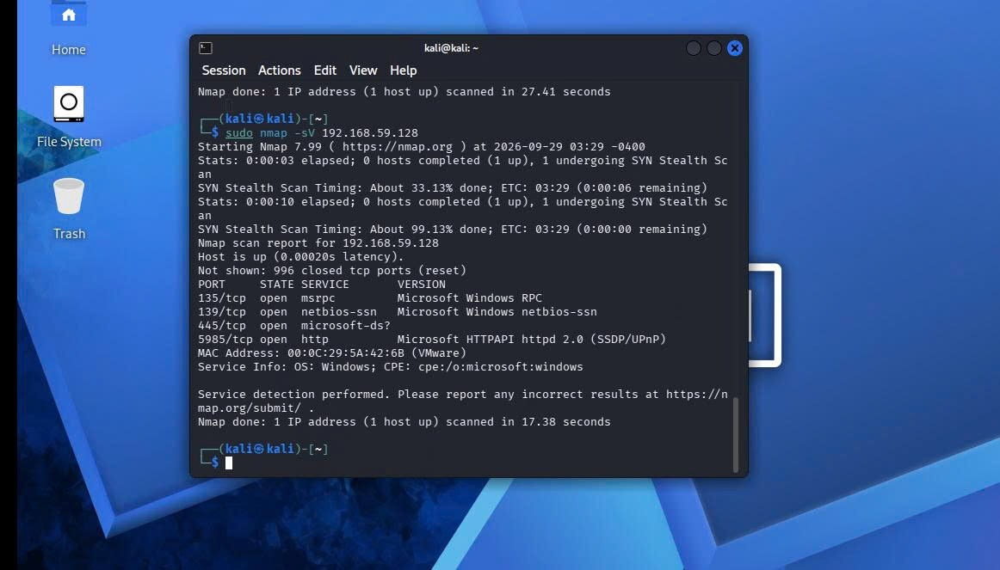 Home
File System
Trash
kali@kali: ~
Session Actions Edit View Help
Nmap done: 1 IP address (1 host up) scanned in 27.41 seconds
┌──(kali㉿kali)-[~]
└─$ sudo nmap -sV 192.168.59.128
Starting Nmap 7.99 ( https://nmap.org ) at 2026-09-29 03:29 -0400
Stats: 0:00:03 elapsed; 0 hosts completed (1 up), 1 undergoing SYN Stealth Sc
an
SYN Stealth Scan Timing: About 33.13% done; ETC: 03:29 (0:00:06 remaining)
Stats: 0:00:10 elapsed; 0 hosts completed (1 up), 1 undergoing SYN Stealth Sc
an
SYN Stealth Scan Timing: About 99.13% done; ETC: 03:29 (0:00:00 remaining)
Nmap scan report for 192.168.59.128
Host is up (0.00020s latency).
Not shown: 996 closed tcp ports (reset)
PORT     STATE SERVICE       VERSION
135/tcp  open  msrpc         Microsoft Windows RPC
139/tcp  open  netbios-ssn   Microsoft Windows netbios-ssn
445/tcp  open  microsoft-ds?
5985/tcp open  http          Microsoft HTTPAPI httpd 2.0 (SSDP/UPnP)
MAC Address: 00:0C:29:5A:42:6B (VMware)
Service Info: OS: Windows; CPE: cpe:/o:microsoft:windows
Service detection performed. Please report any incorrect results at https://n
map.org/submit/ .
Nmap done: 1 IP address (1 host up) scanned in 17.38 seconds
┌──(kali㉿kali)-[~]
└─$